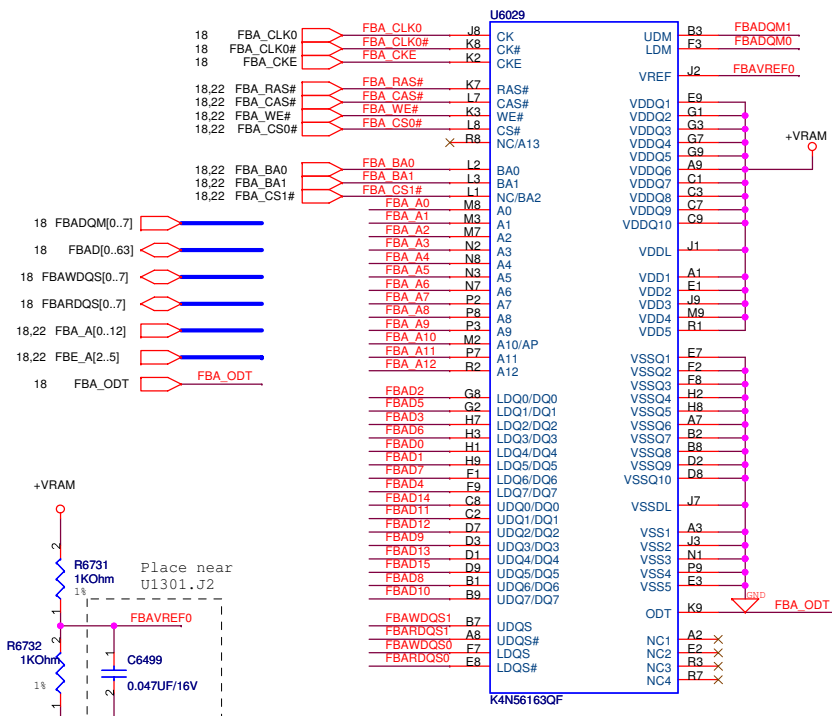 U6029
18 FBA_CLK0 FBA_CLK0 J8 CK UDM B3 FBADQM1
18 FBA_CLK0# FBA_CLK0# K8 CK# LDM F3 FBADQM0
18 FBA_CKE FBA_CKE K2 CKE
VREF J2 FBAVREF0
18,22 FBA_RAS# FBA_RAS# K7 RAS#
18,22 FBA_CAS# FBA_CAS# L7 CAS# VDDQ1 E9
18,22 FBA_WE# FBA_WE# K3 WE# VDDQ2 G1
18,22 FBA_CS0# FBA_CS0# L8 CS# VDDQ3 G3
R8 NC/A13 VDDQ4 G7
+VRAM
VDDQ5 G9
18,22 FBA_BA0 FBA_BA0 L2 BA0 VDDQ6 A9
18,22 FBA_BA1 FBA_BA1 L3 BA1 VDDQ7 C1
18,22 FBA_CS1# FBA_CS1# L1 NC/BA2 VDDQ8 C3
FBA_A0 M8 A0 VDDQ9 C7
18 FBADQM[0..7] FBA_A1 M3 A1 VDDQ10 C9
FBA_A2 M7 A2
18 FBAD[0..63] FBA_A3 N2 A3 VDDL J1
FBA_A4 N8 A4
18 FBAWDQS[0..7] FBA_A5 N3 A5 VDD1 A1
FBA_A6 N7 A6 VDD2 E1
18 FBARDQS[0..7] FBA_A7 P2 A7 VDD3 J9
FBA_A8 P8 A8 VDD4 M9
18,22 FBA_A[0..12] FBA_A9 P3 A9 VDD5 R1
FBA_A10 M2 A10/AP
18,22 FBE_A[2..5] FBA_A11 P7 A11 VSSQ1 E7
FBA_A12 R2 A12 VSSQ2 F2
18 FBA_ODT FBA_ODT VSSQ3 F8
FBAD2 G8 LDQ0/DQ0 VSSQ4 H2
FBAD5 G2 LDQ1/DQ1 VSSQ5 H8
FBAD3 H7 LDQ2/DQ2 VSSQ6 A7
FBAD6 H3 LDQ3/DQ3 VSSQ7 B2
FBAD0 H1 LDQ4/DQ4 VSSQ8 B8
FBAD1 H9 LDQ5/DQ5 VSSQ9 D2
FBAD7 F1 LDQ6/DQ6 VSSQ10 D8
FBAD4 F9 LDQ7/DQ7
FBAD14 C8 UDQ0/DQ0 VSSDL J7
FBAD11 C2 UDQ1/DQ1
FBAD12 D7 UDQ2/DQ2 VSS1 A3
FBAD9 D3 UDQ3/DQ3 VSS2 J3
FBAD13 D1 UDQ4/DQ4 VSS3 N1
FBAD15 D9 UDQ5/DQ5 VSS4 P9
FBAD8 B1 UDQ6/DQ6 VSS5 E3
FBAD10 B9 UDQ7/DQ7
GND
ODT K9 FBA_ODT
FBAWDQS1 B7 UDQS
FBARDQS1 A8 UDQS# NC1 A2
FBAWDQS0 F7 LDQS NC2 E2
FBARDQS0 E8 LDQS# NC3 R3
NC4 R7
K4N56163QF
+VRAM
2
R6731
1KOhm
1%
1
Place near
U1301.J2
FBAVREF0
2
R6732
1KOhm
1%
1
1
C6499
0.047UF/16V
2